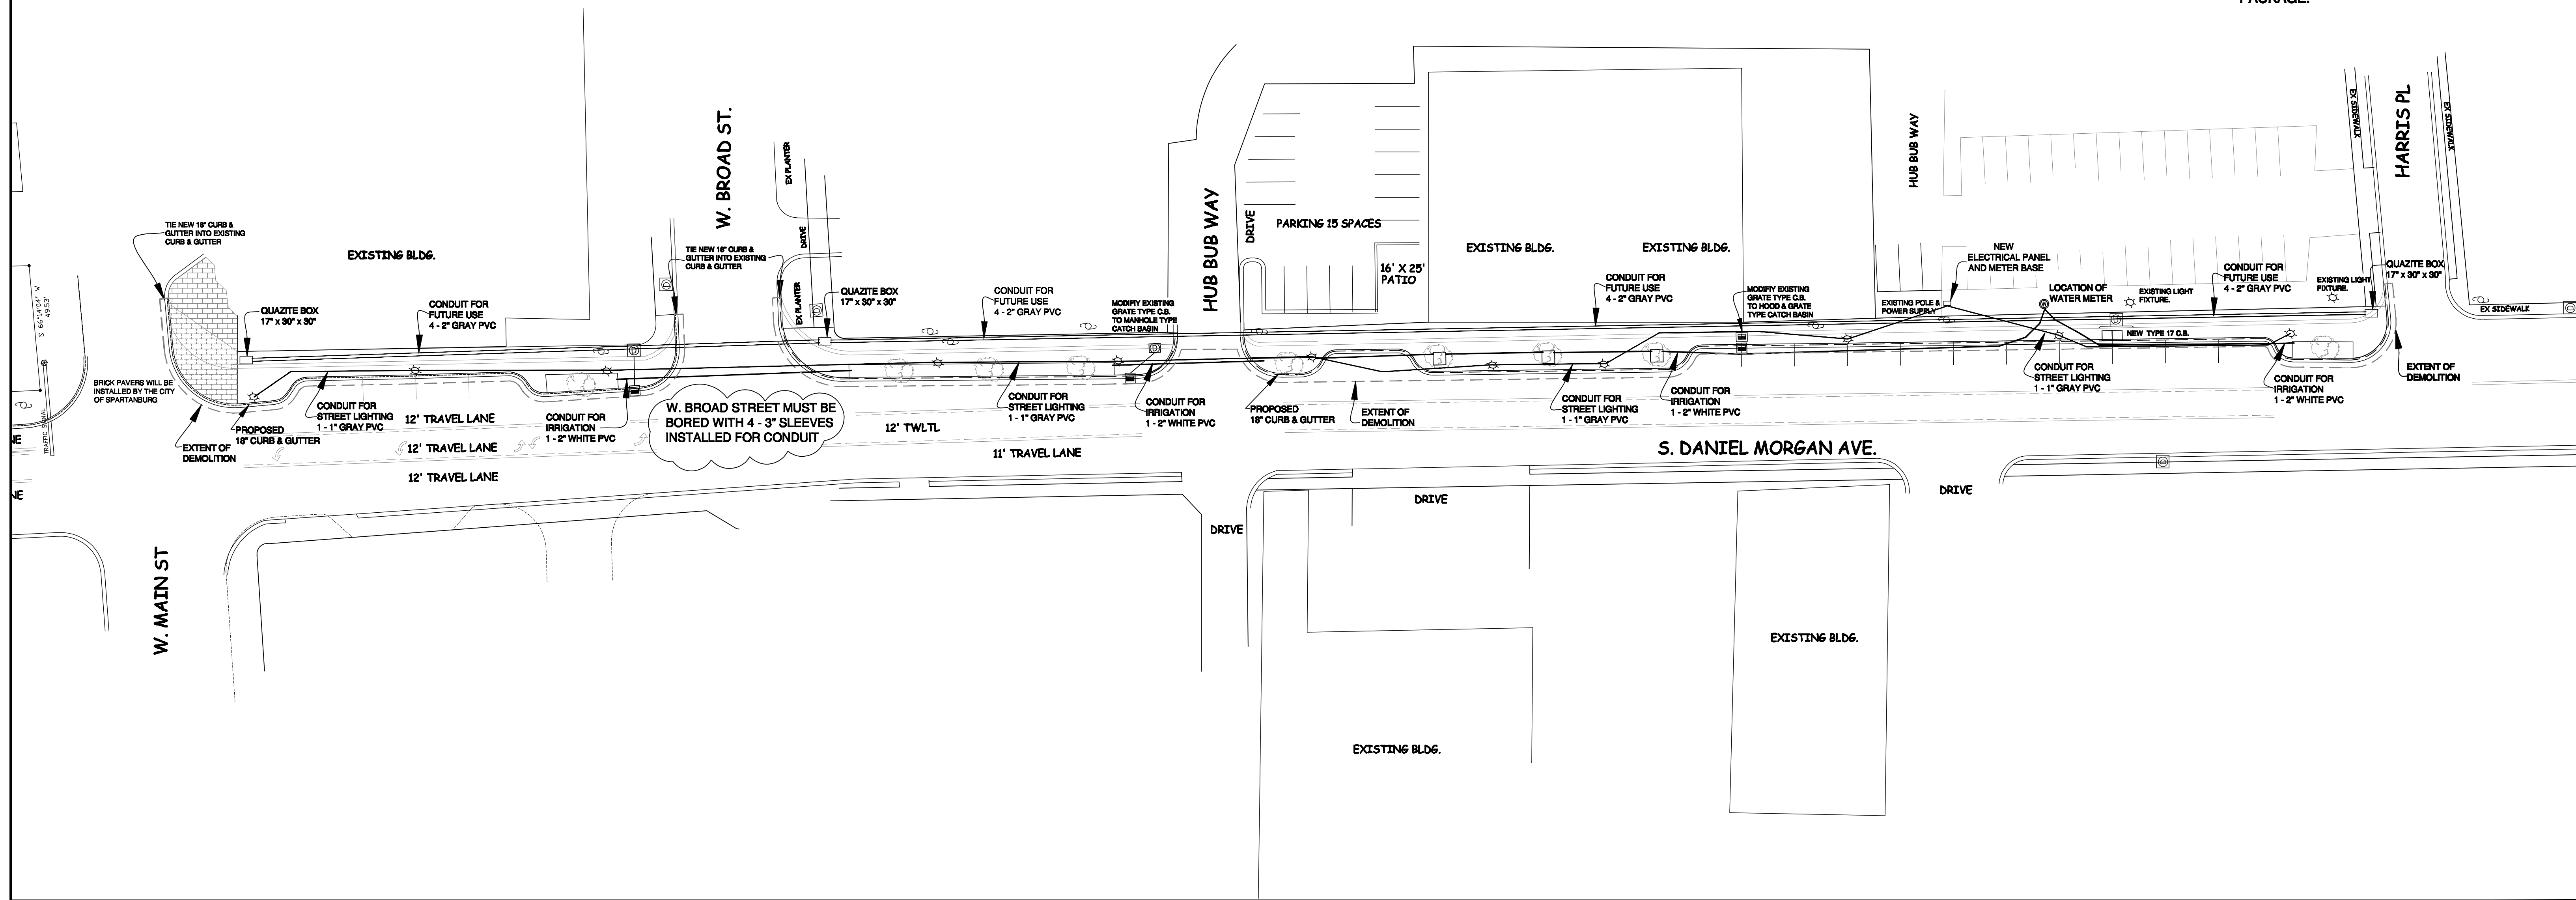 PACKAGE.
TIE NEW 18" CURB &
GUTTER INTO EXISTING
CURB & GUTTER
EXISTING BLDG.
W. BROAD ST.
EX PLANTER
DRIVE
EX PLANTER
TIE NEW 18" CURB &
GUTTER INTO EXISTING
CURB & GUTTER
HUB BUB WAY
DRIVE
PARKING 15 SPACES
16' X 25'
PATIO
EXISTING BLDG.
EXISTING BLDG.
HUB BUB WAY
EX SIDEWALK
HARRIS PL
EX SIDEWALK
EX SIDEWALK
S 66°14'04" W
49.53'
TRAFFIC SIGNAL
NE
NE
QUAZITE BOX
17" x 30" x 30"
CONDUIT FOR
FUTURE USE
4 - 2" GRAY PVC
QUAZITE BOX
17" x 30" x 30"
CONDUIT FOR
FUTURE USE
4 - 2" GRAY PVC
MODIFY EXISTING
GRATE TYPE C.B.
TO MANHOLE TYPE
CATCH BASIN
CONDUIT FOR
FUTURE USE
4 - 2" GRAY PVC
MODIFIY EXISTING
GRATE TYPE C.B.
TO HOOD & GRATE
TYPE CATCH BASIN
EXISTING POLE &
POWER SUPPLY
NEW
ELECTRICAL PANEL
AND METER BASE
LOCATION OF
WATER METER
EXISTING LIGHT
FIXTURE.
CONDUIT FOR
FUTURE USE
4 - 2" GRAY PVC
EXISTING LIGHT
FIXTURE.
QUAZITE BOX
17" x 30" x 30"
NEW TYPE 17 C.B.
BRICK PAVERS WILL BE
INSTALLED BY THE CITY
OF SPARTANBURG
EXTENT OF
DEMOLITION
PROPOSED
18" CURB & GUTTER
CONDUIT FOR
STREET LIGHTING
1 - 1" GRAY PVC
12' TRAVEL LANE
12' TRAVEL LANE
12' TRAVEL LANE
CONDUIT FOR
IRRIGATION
1 - 2" WHITE PVC
W. BROAD STREET MUST BE
BORED WITH 4 - 3" SLEEVES
INSTALLED FOR CONDUIT
12' TWLTL
11' TRAVEL LANE
CONDUIT FOR
STREET LIGHTING
1 - 1" GRAY PVC
CONDUIT FOR
IRRIGATION
1 - 2" WHITE PVC
PROPOSED
18" CURB & GUTTER
EXTENT OF
DEMOLITION
CONDUIT FOR
STREET LIGHTING
1 - 1" GRAY PVC
CONDUIT FOR
IRRIGATION
1 - 2" WHITE PVC
S. DANIEL MORGAN AVE.
CONDUIT FOR
STREET LIGHTING
1 - 1" GRAY PVC
CONDUIT FOR
IRRIGATION
1 - 2" WHITE PVC
EXTENT OF
DEMOLITION
W. MAIN ST
DRIVE
DRIVE
DRIVE
EXISTING BLDG.
EXISTING BLDG.